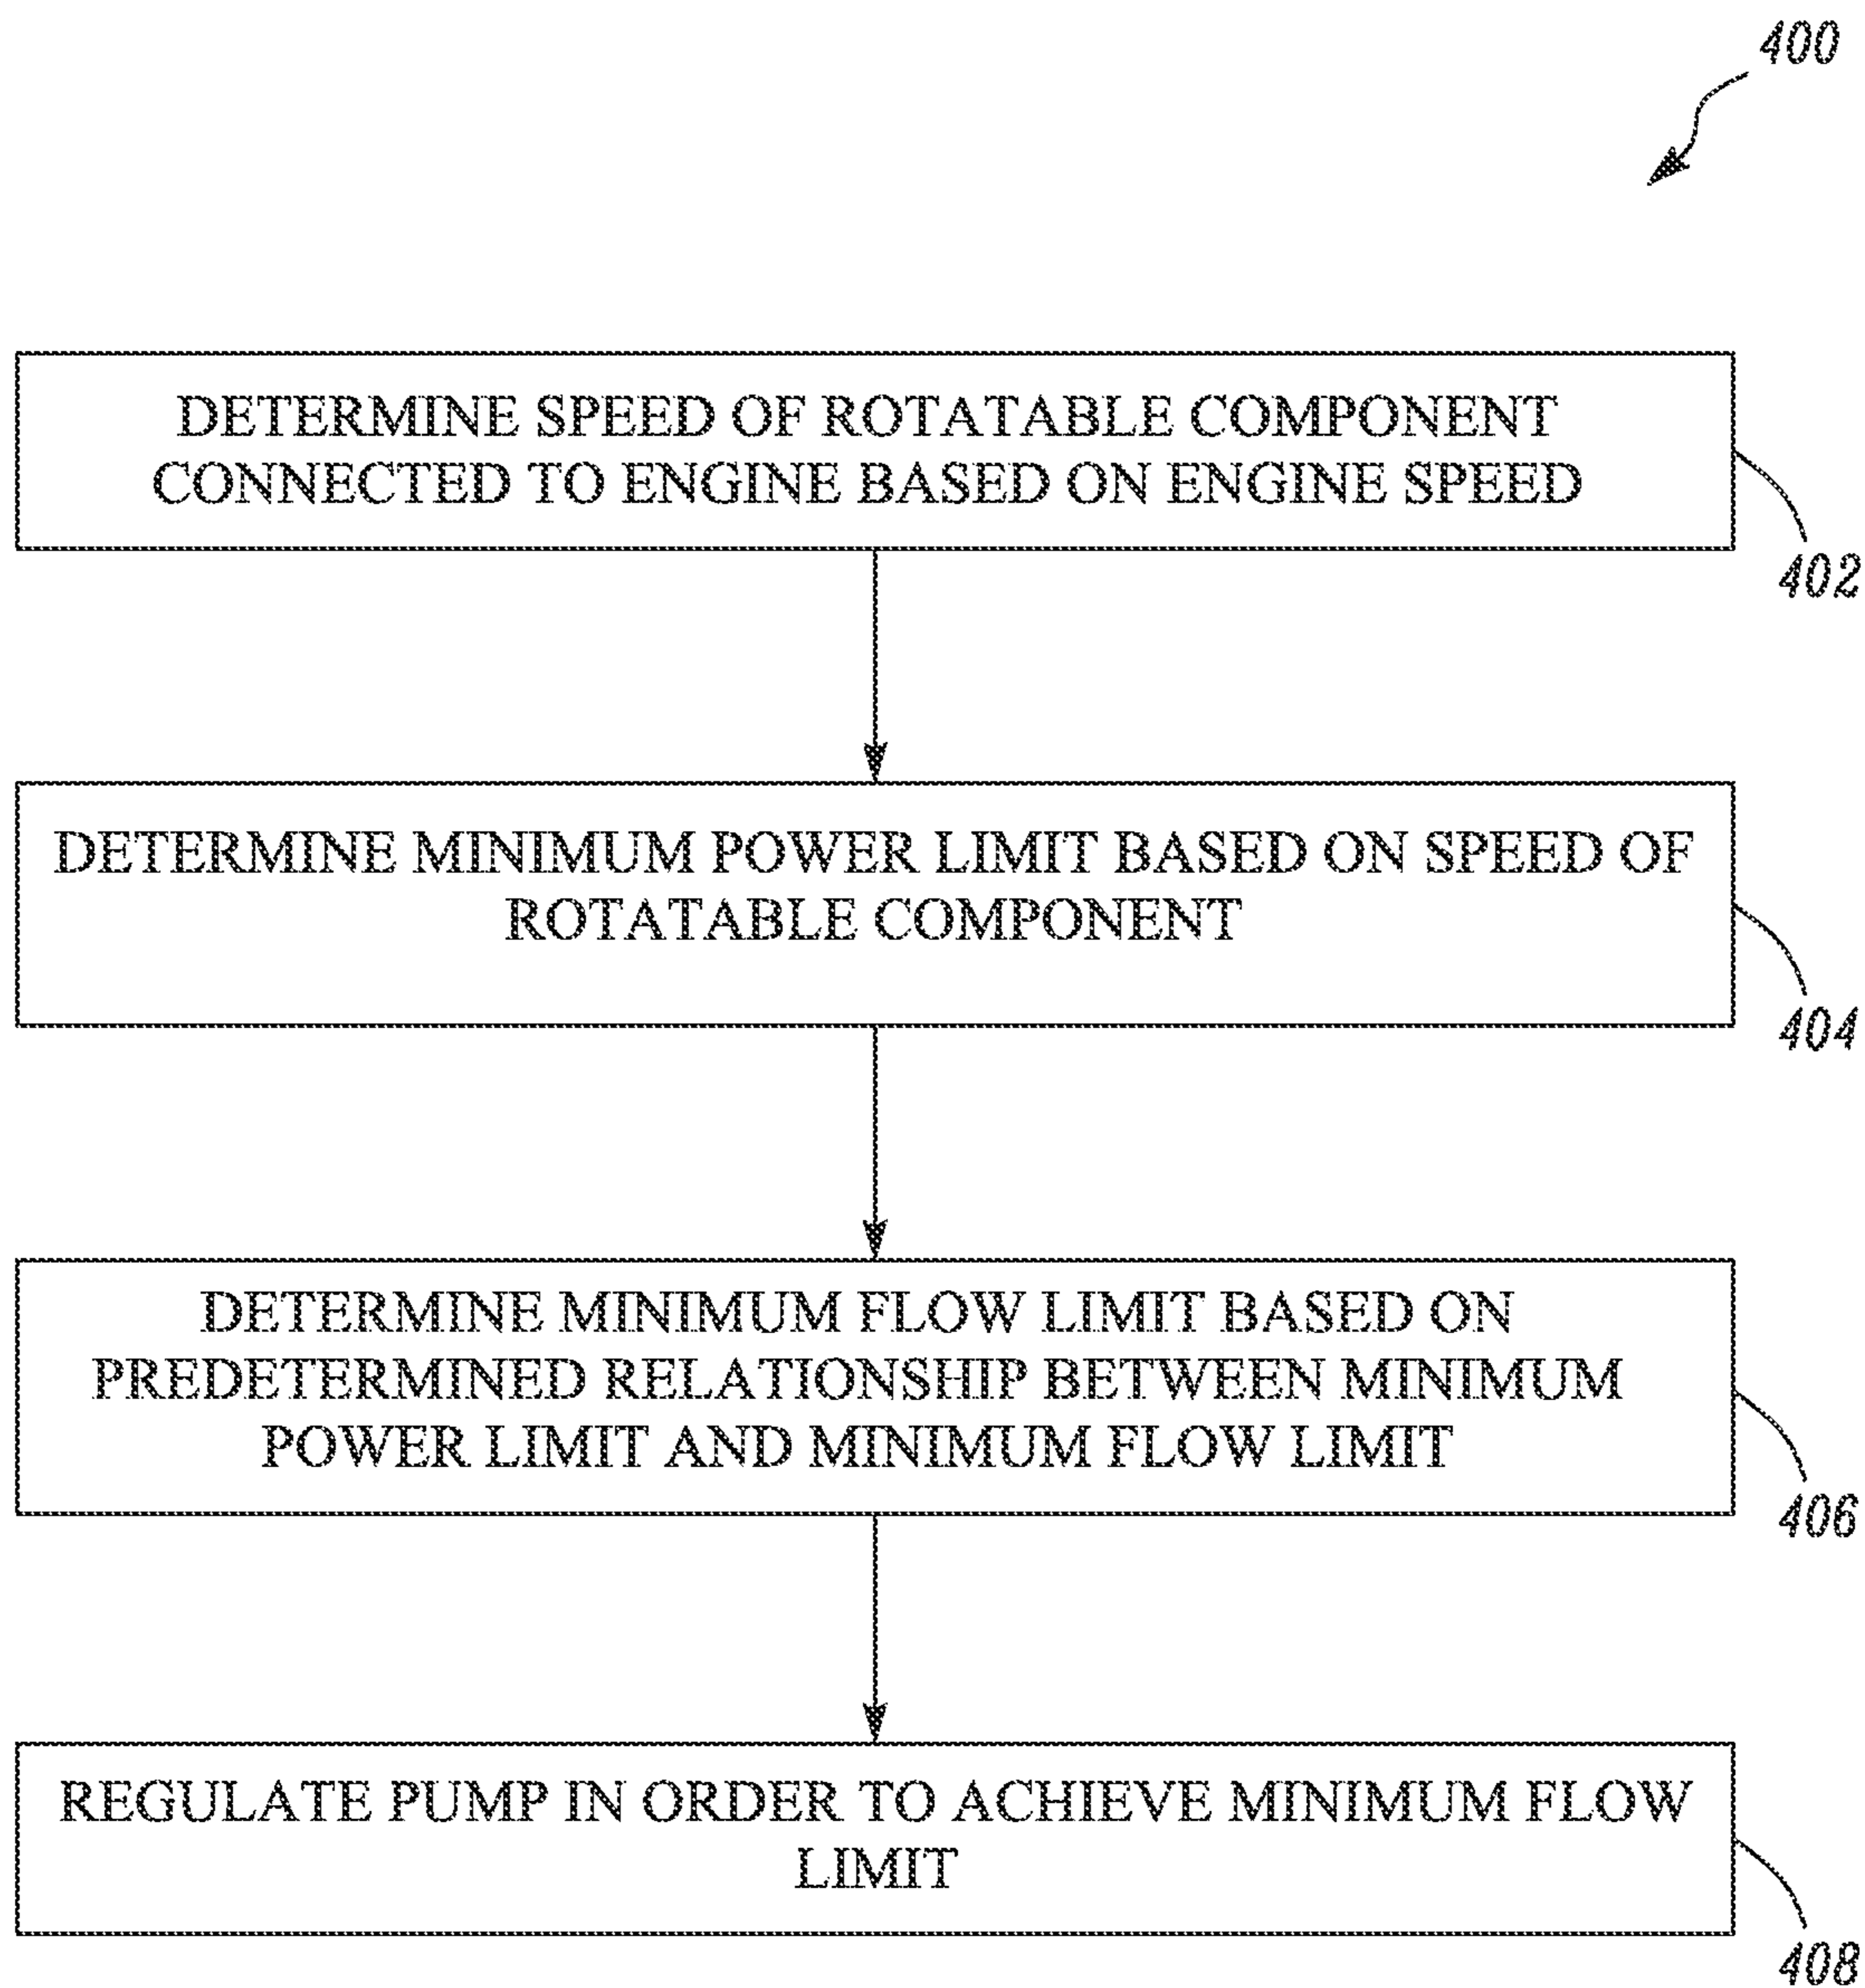 400
DETERMINE SPEED OF ROTATABLE COMPONENT
CONNECTED TO ENGINE BASED ON ENGINE SPEED
402
DETERMINE MINIMUM POWER LIMIT BASED ON SPEED OF
ROTATABLE COMPONENT
404
DETERMINE MINIMUM FLOW LIMIT BASED ON
PREDETERMINED RELATIONSHIP BETWEEN MINIMUM
POWER LIMIT AND MINIMUM FLOW LIMIT
406
REGULATE PUMP IN ORDER TO ACHIEVE MINIMUM FLOW
LIMIT
408